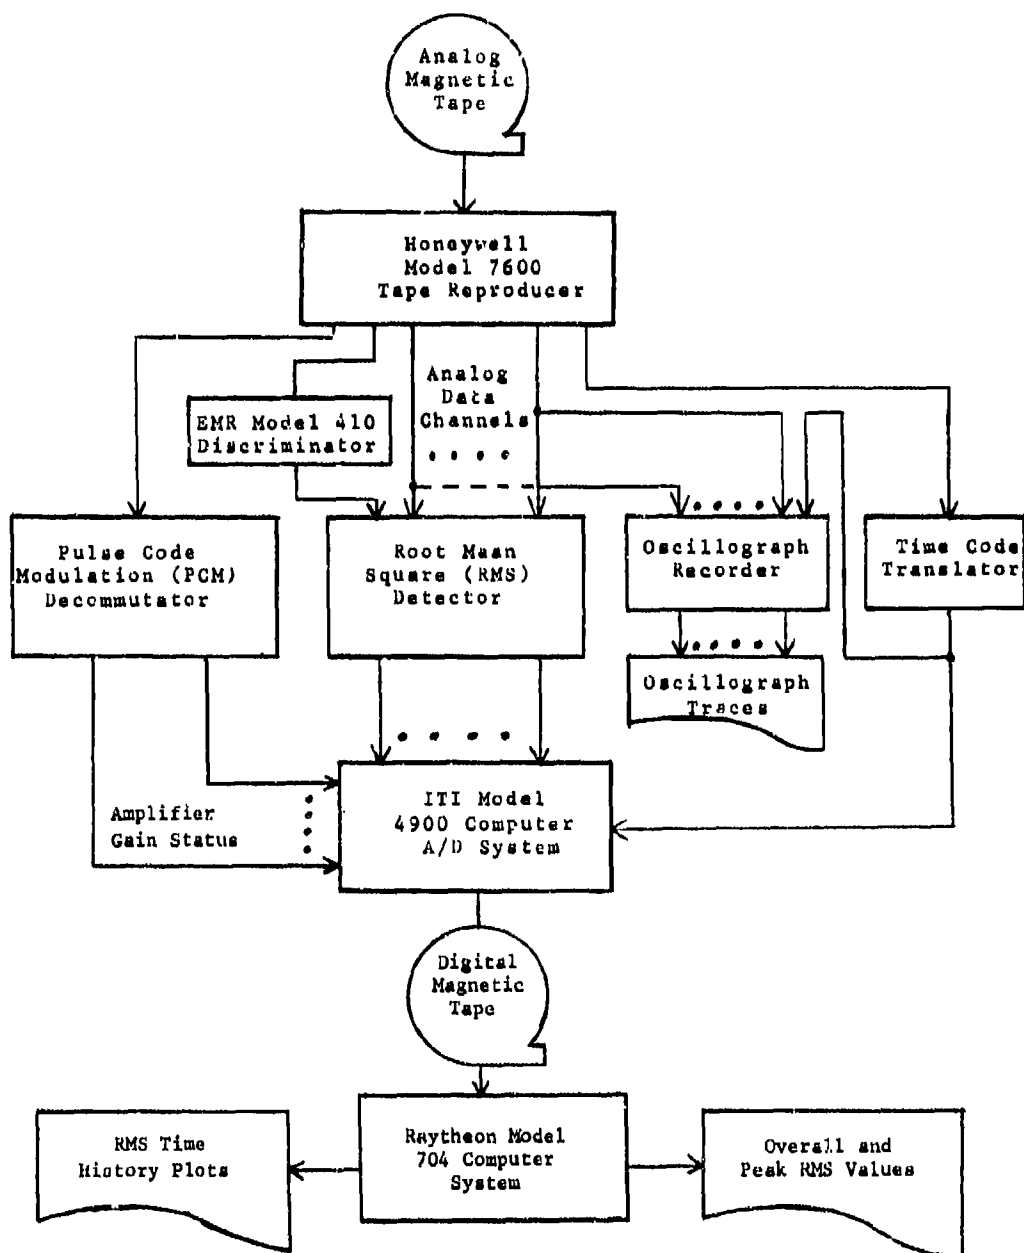 Analog
Magnetic
Tape
Honeywell
Model 7600
Tape Reproducer
Analog
Data
Channels
EMR Model 410
Discriminator
Pulse Code
Modulation (PCM)
Decommutator
Root Mean
Square (RMS)
Detector
Oscillograph
Recorder
Time Code
Translator
Oscillograph
Traces
Amplifier
Gain Status
ITI Model
4900 Computer
A/D System
Digital
Magnetic
Tape
RMS Time
History Plots
Raytheon Model
704 Computer
System
Overall and
Peak RMS Values